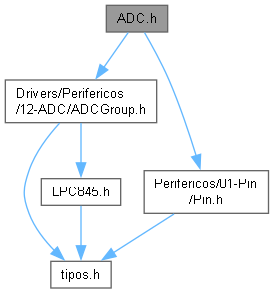 ADC.h
Drivers/Perifericos
/12-ADC/ADCGroup.h
LPC845.h
Perifericos/01-Pin
/Pin.h
tipos.h